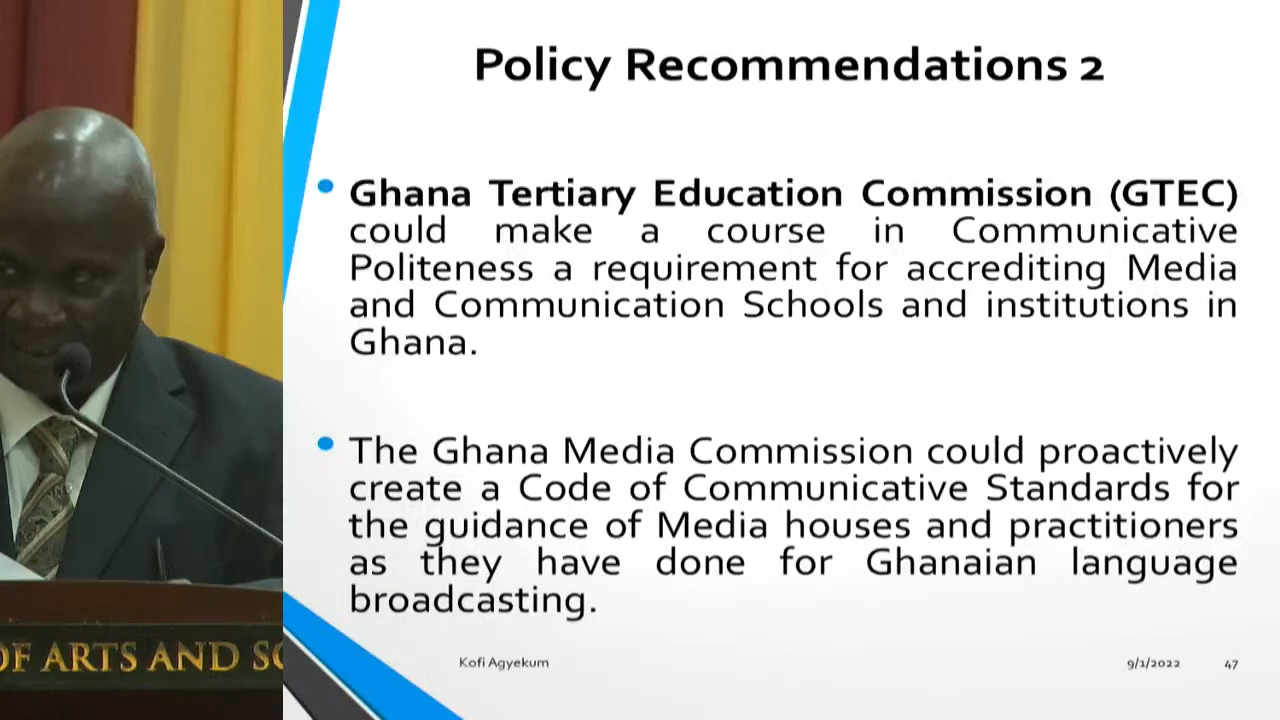 Policy Recommendations 2
• Ghana Tertiary Education Commission (GTEC)
could make a course in Communicative
Politeness a requirement for accrediting Media
and Communication Schools and institutions in
Ghana.
• The Ghana Media Commission could proactively
create a Code of Communicative Standards for
the guidance of Media houses and practitioners
as they have done for Ghanaian language
broadcasting.
Kofi Agyekum 9/1/2022 47
OF ARTS AND SC